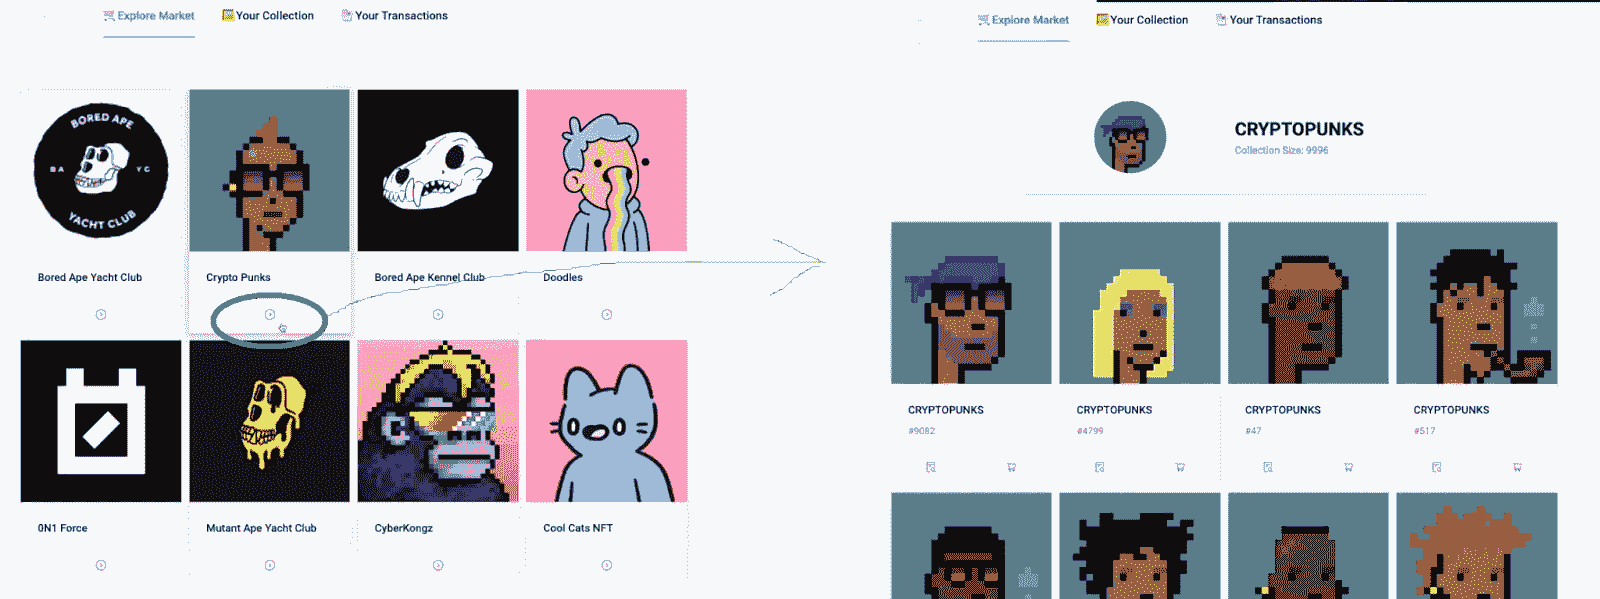 Explore Market
Your Collection
Your Transactions
BORED APE
BA
YC
YACHT CLUB
Bored Ape Yacht Club
Crypto Punks
Bored Ape Kennel Club
Doodles
0N1 Force
Mutant Ape Yacht Club
CyberKongz
Cool Cats NFT
Explore Market
Your Collection
Your Transactions
CRYPTOPUNKS
Collection Size: 9996
CRYPTOPUNKS
#9082
CRYPTOPUNKS
#4799
CRYPTOPUNKS
#47
CRYPTOPUNKS
#517